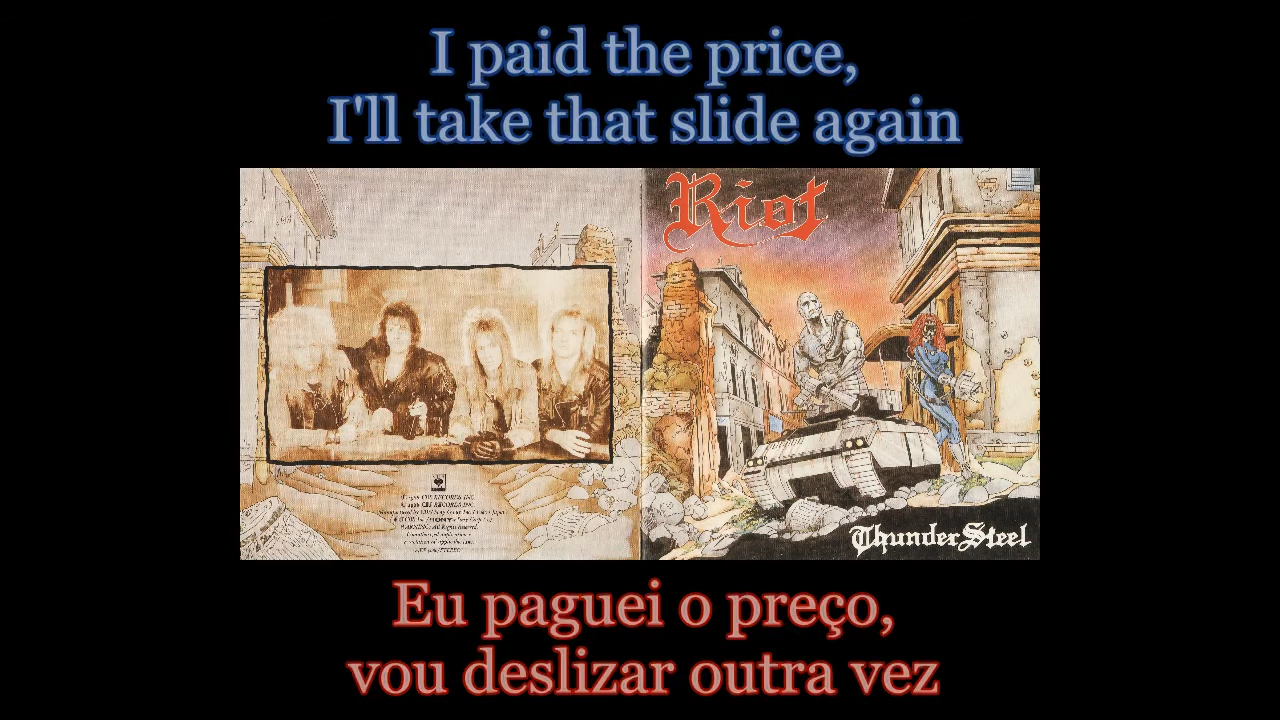 I paid the price,
I'll take that slide again
Riot
ThunderSteel
Eu paguei o preço,
vou deslizar outra vez